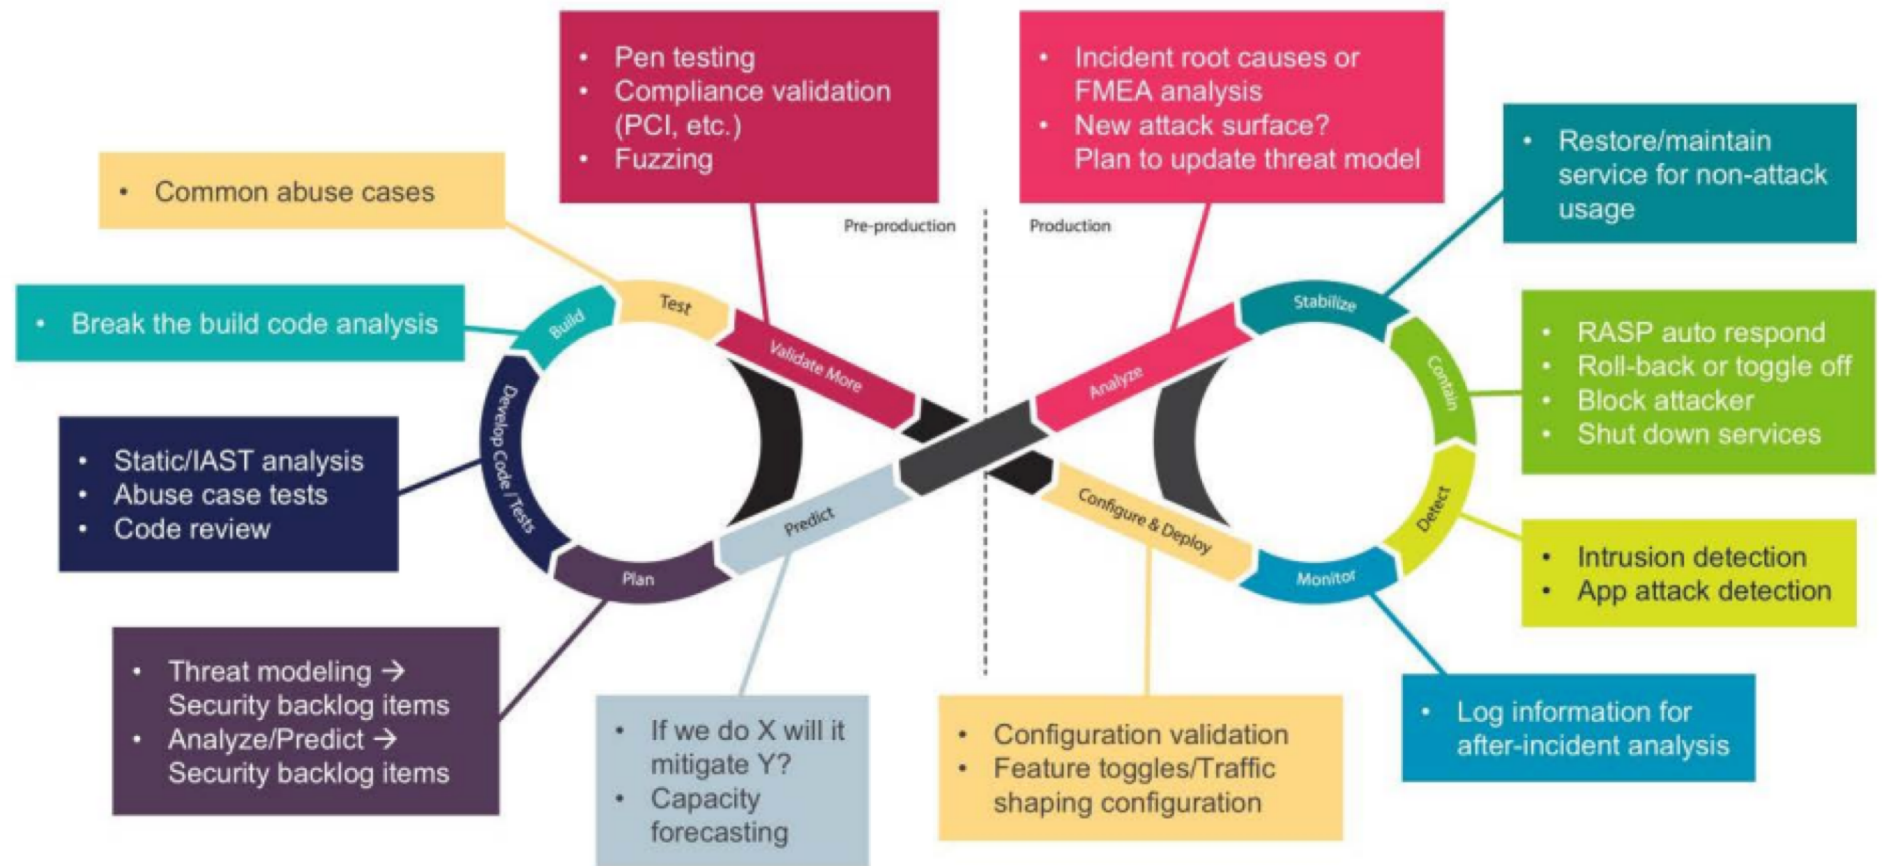 • Pen testing
• Compliance validation
(PCI, etc.)
• Fuzzing
• Incident root causes or
FMEA analysis
• New attack surface?
Plan to update threat model
• Restore/maintain
service for non-attack
usage
• Common abuse cases
Pre-production
Production
• Break the build code analysis
Build
Test
Validate More
Analyze
Stabilize
Contain
• RASP auto respond
• Roll-back or toggle off
• Block attacker
• Shut down services
• Static/IAST analysis
• Abuse case tests
• Code review
Develop Code / Tests
Plan
Predict
Configure & Deploy
Monitor
Detect
• Intrusion detection
• App attack detection
• Threat modeling →
Security backlog items
• Analyze/Predict →
Security backlog items
• If we do X will it
mitigate Y?
• Capacity
forecasting
• Configuration validation
• Feature toggles/Traffic
shaping configuration
• Log information for
after-incident analysis